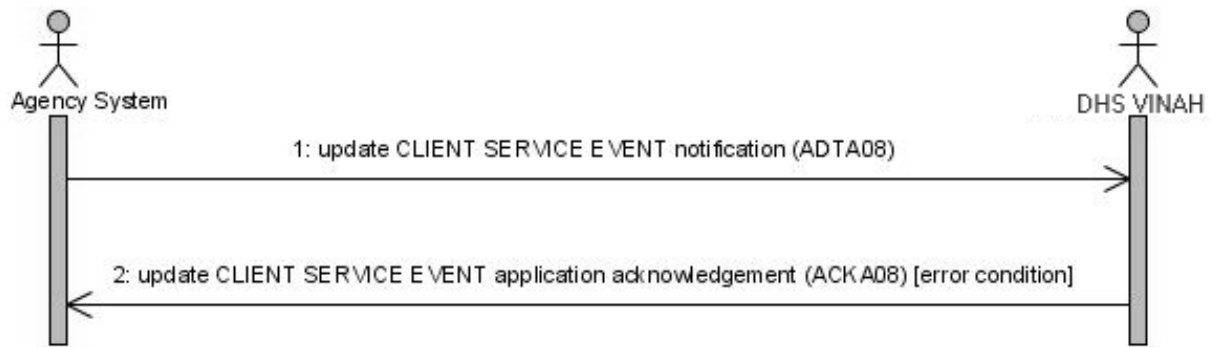 Agency System
DHS VINAH
1: update CLIENT SERVICE EVENT notification (ADTA08)
2: update CLIENT SERVICE EVENT application acknowledgement (ACKA08) [error condition]